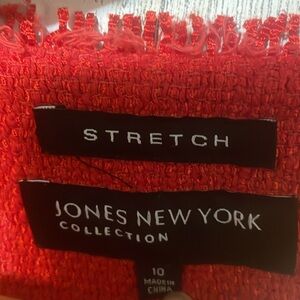 STRETCH
JONES NEW YORK
COLLECTION
10
MADE IN
CHINA